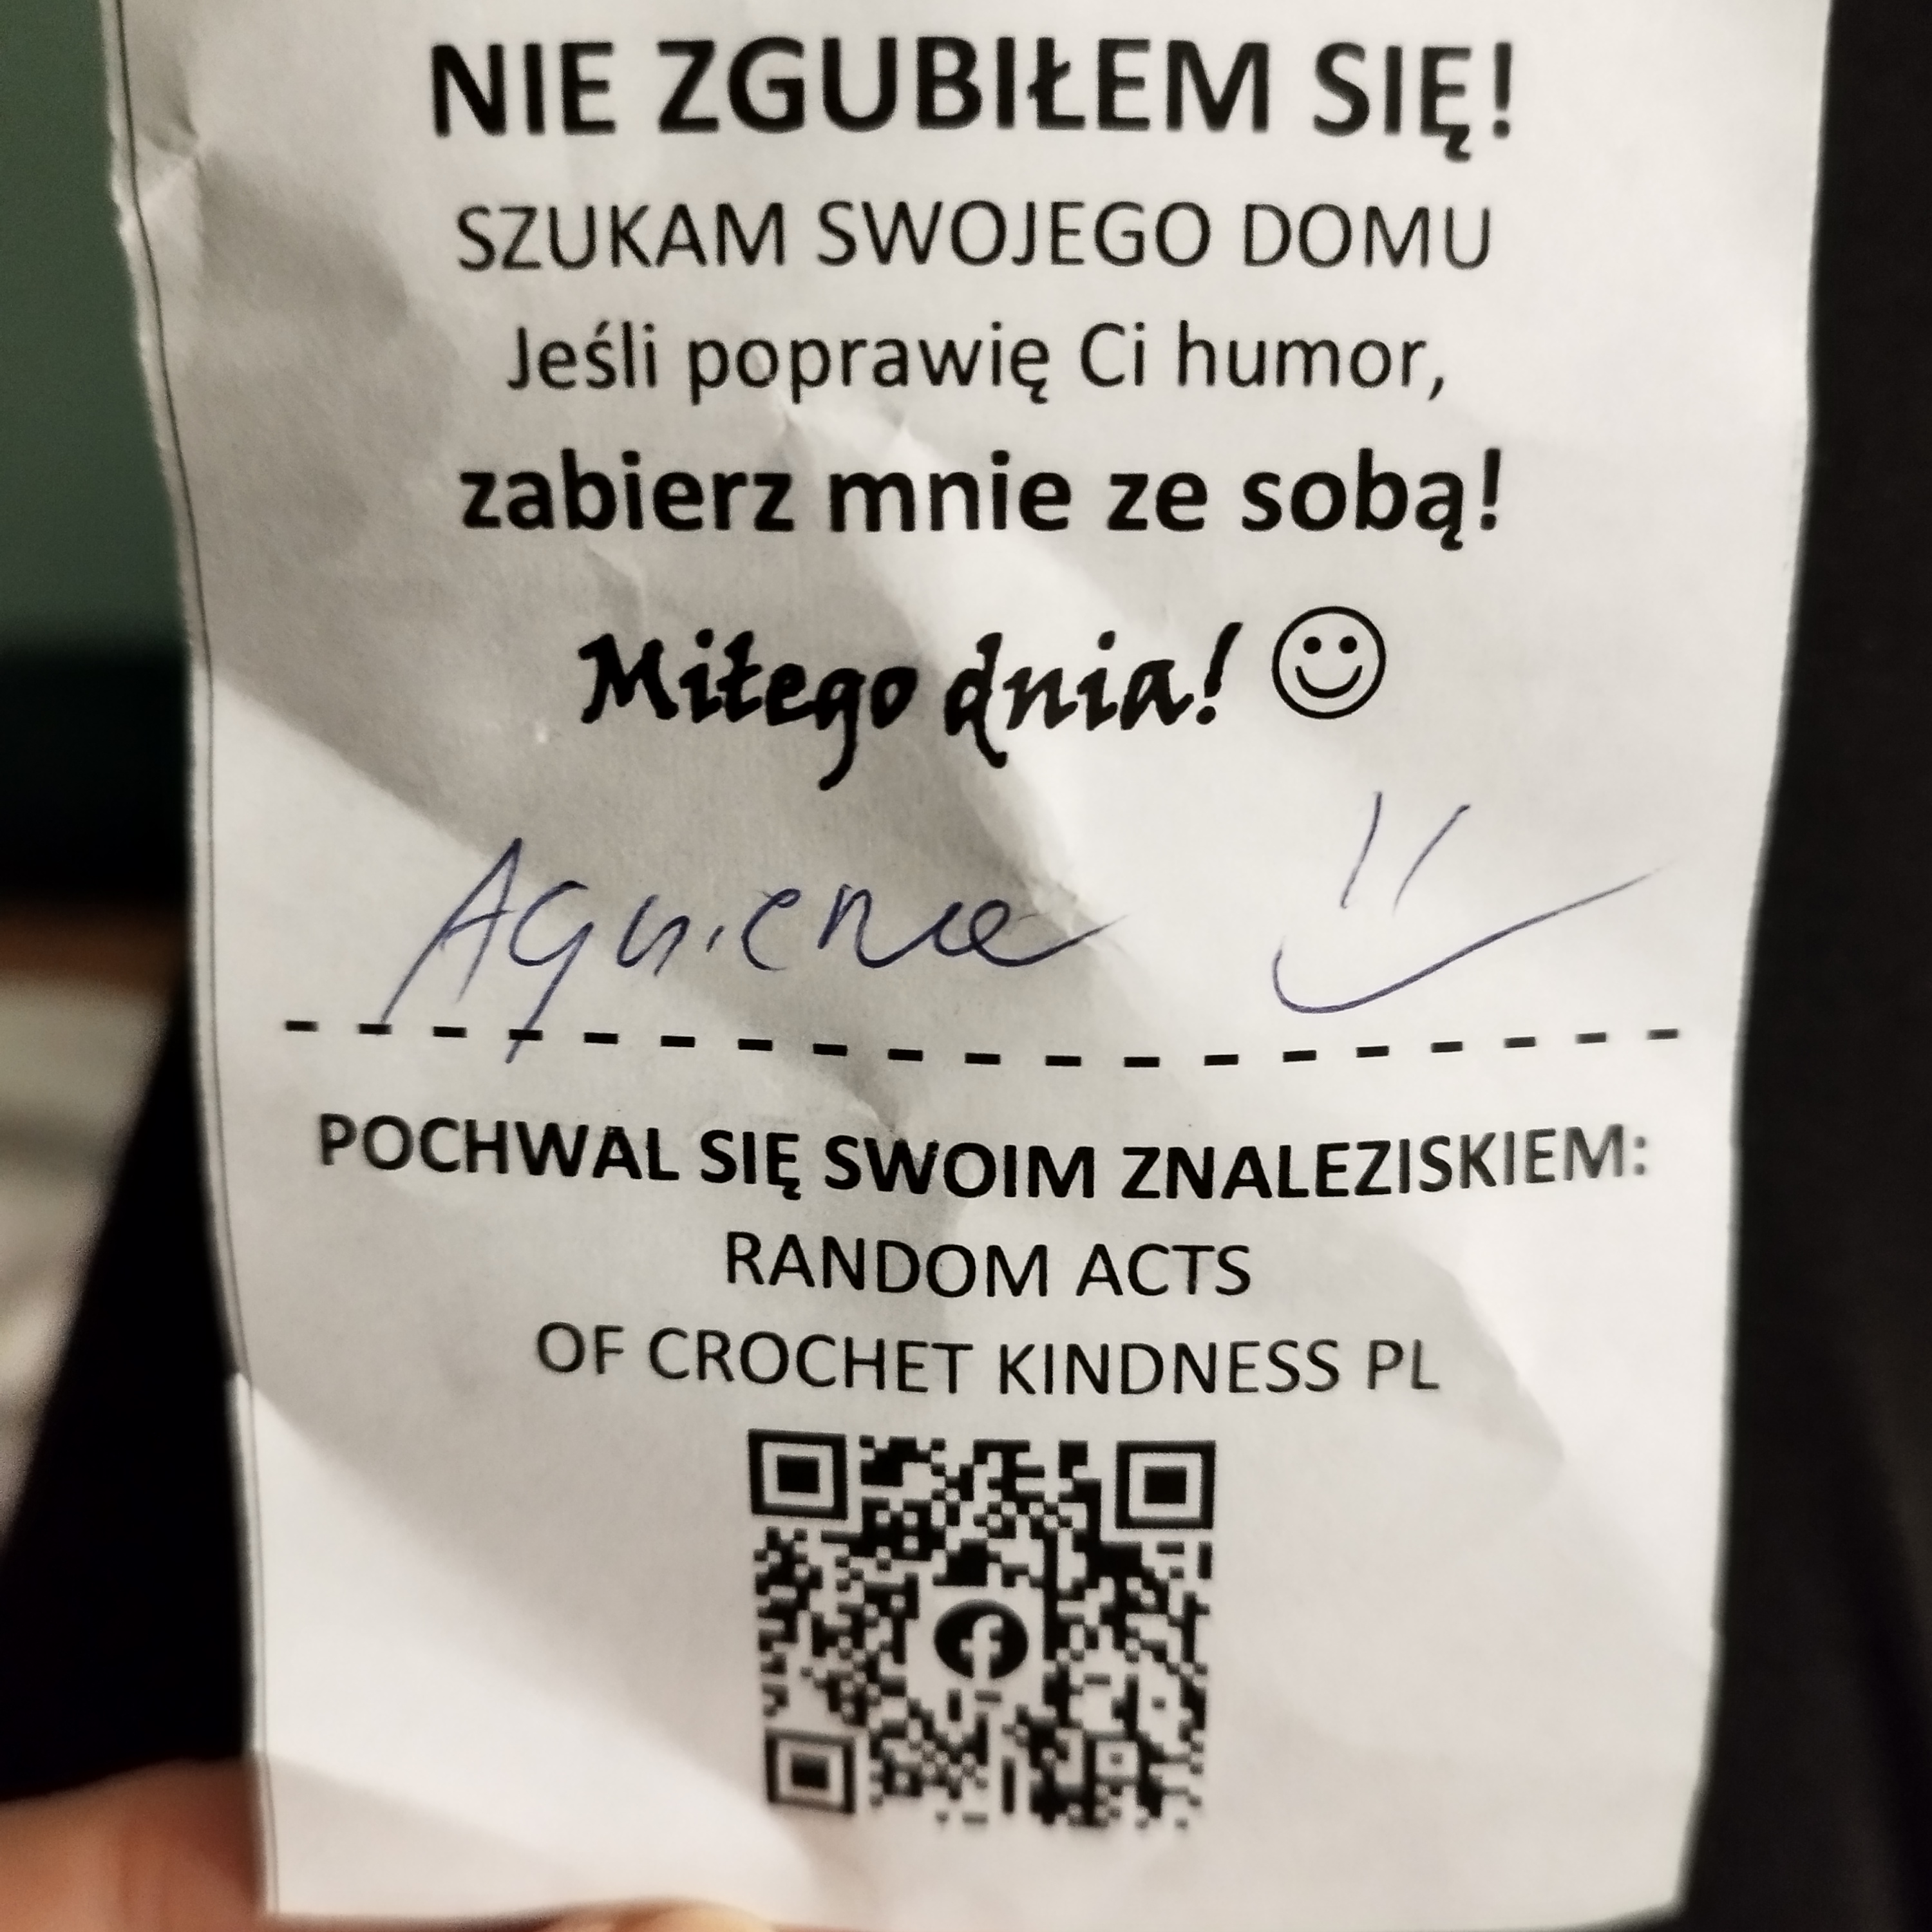 NIE ZGUBIŁEM SIĘ!
SZUKAM SWOJEGO DOMU
Jeśli poprawię Ci humor,
zabierz mnie ze sobą!
Miłego dnia! ☺
POCHWAL SIĘ SWOIM ZNALEZISKIEM:
RANDOM ACTS
OF CROCHET KINDNESS PL